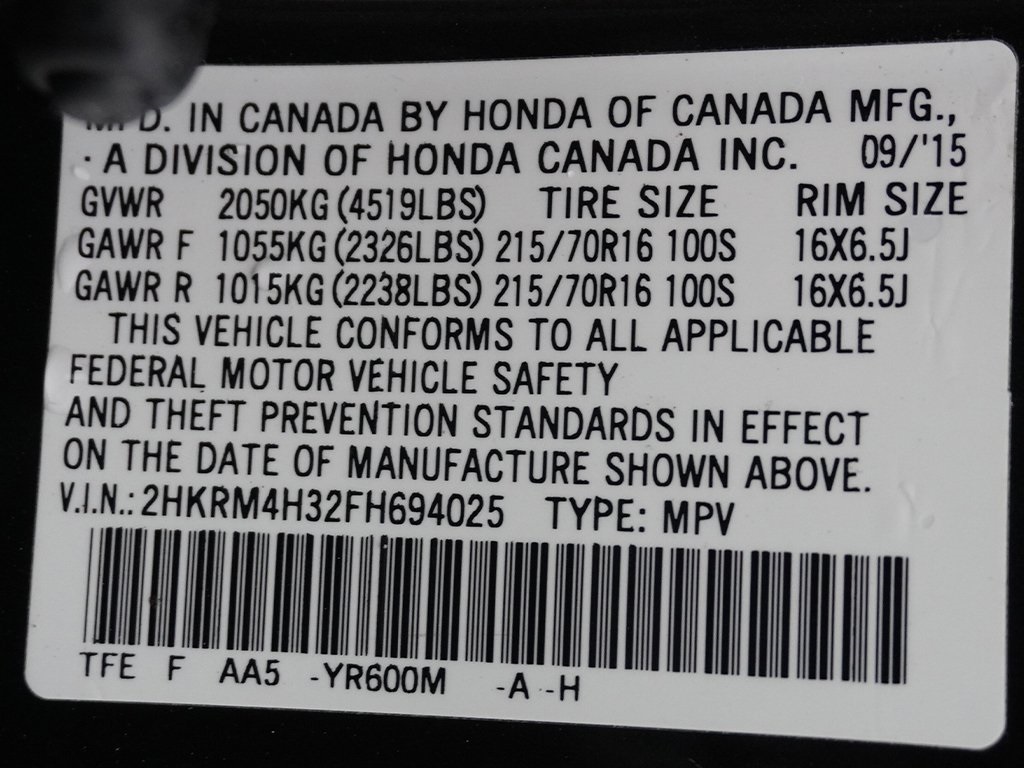 MFD. IN CANADA BY HONDA OF CANADA MFG.,
· A DIVISION OF HONDA CANADA INC. 09/'15
GVWR 2050KG (4519LBS) TIRE SIZE RIM SIZE
GAWR F 1055KG (2326LBS) 215/70R16 100S 16X6.5J
GAWR R 1015KG (2238LBS) 215/70R16 100S 16X6.5J
THIS VEHICLE CONFORMS TO ALL APPLICABLE
FEDERAL MOTOR VEHICLE SAFETY
AND THEFT PREVENTION STANDARDS IN EFFECT
ON THE DATE OF MANUFACTURE SHOWN ABOVE.
V.I.N.: 2HKRM4H32FH694025 TYPE: MPV
TFE F AA5 -YR600M -A --H